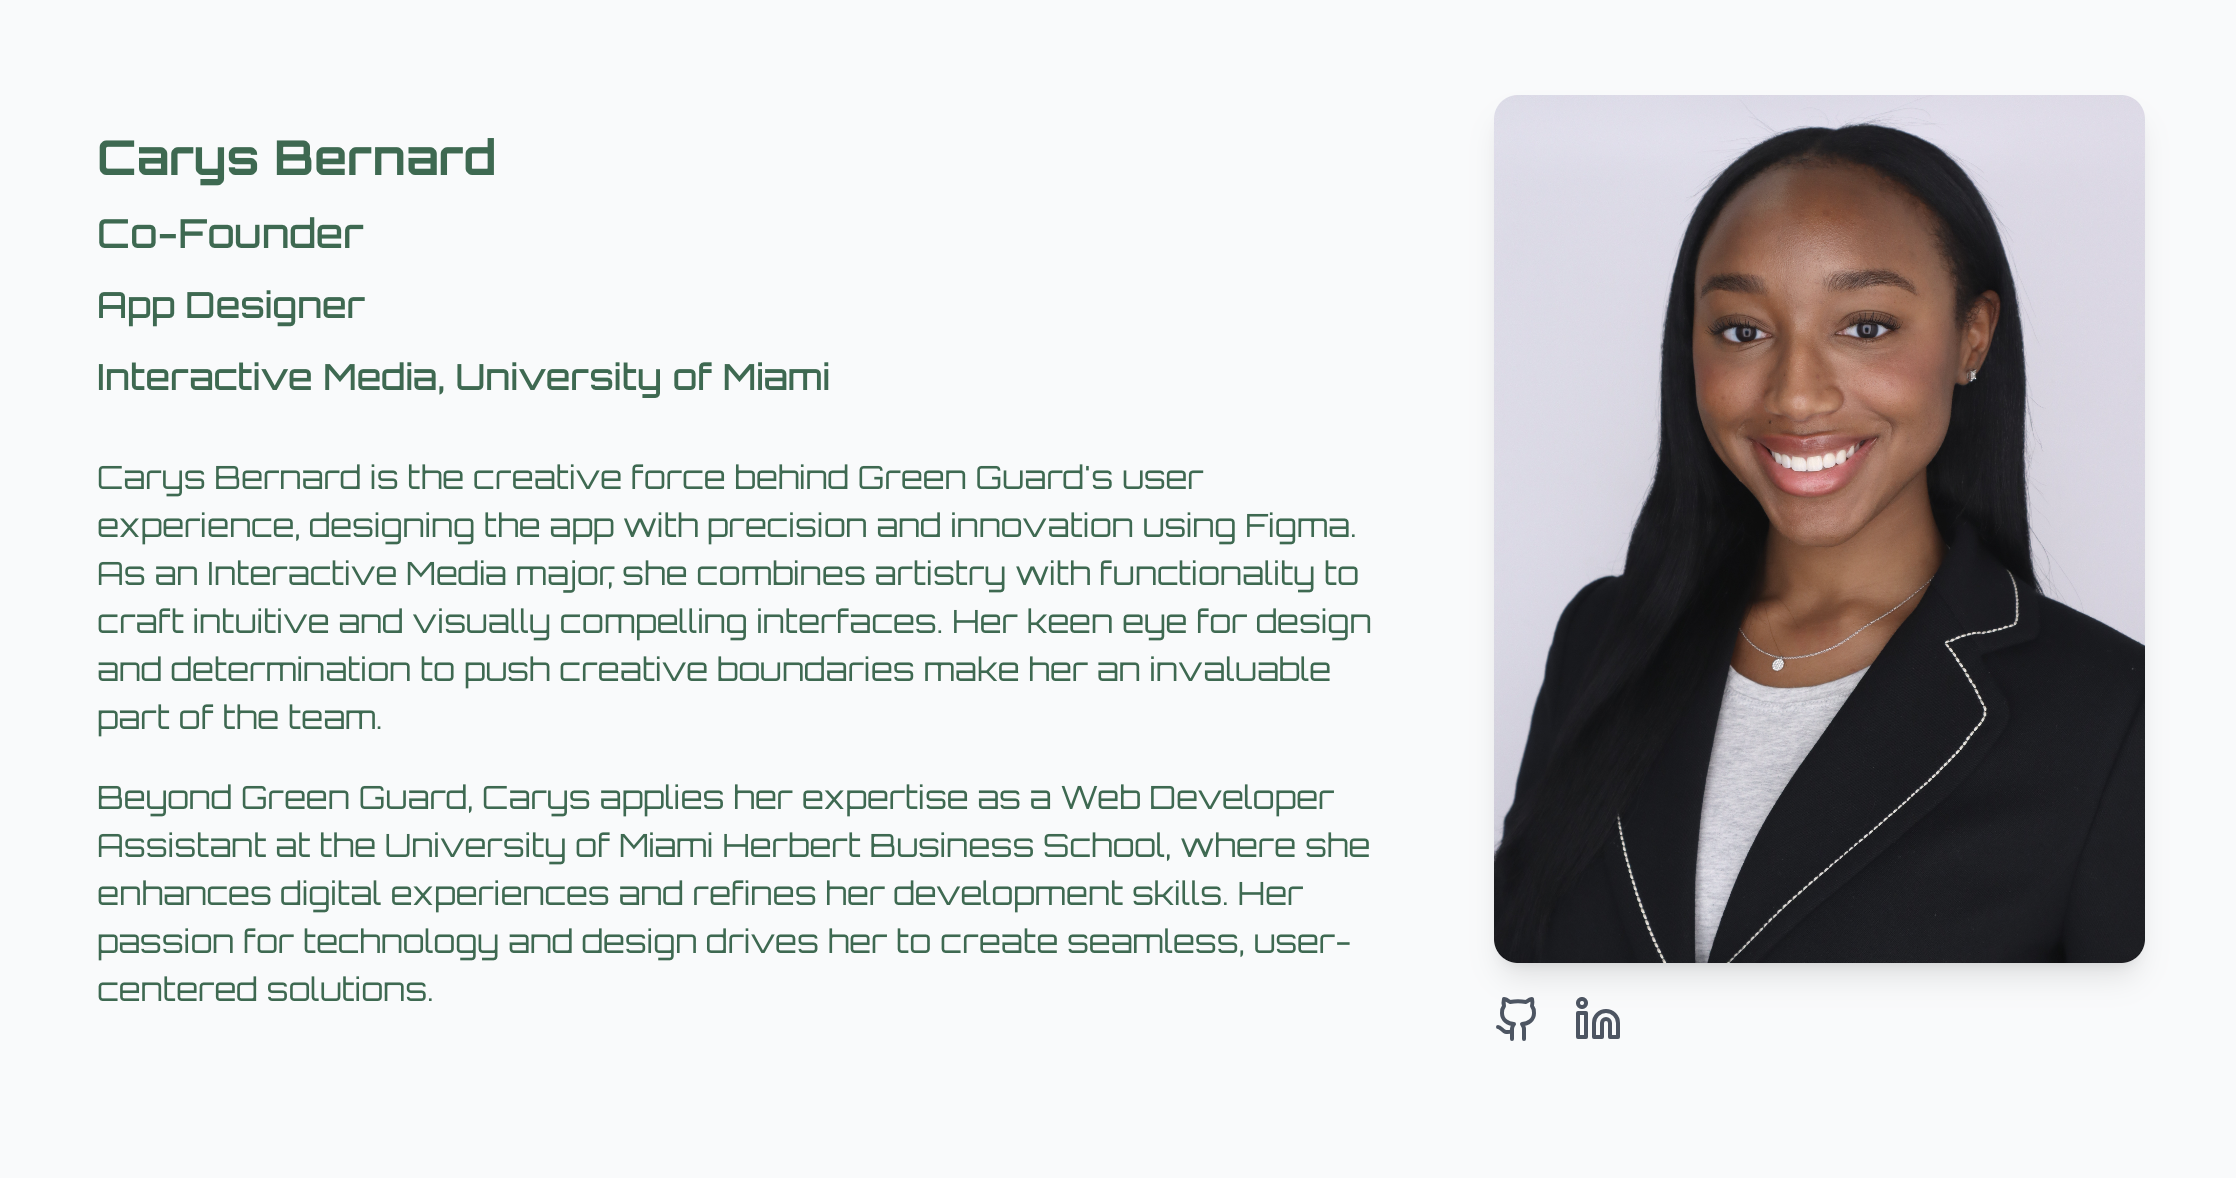 Carys Bernard
Co-Founder
App Designer
Interactive Media, University of Miami
Carys Bernard is the creative force behind Green Guard's user
experience, designing the app with precision and innovation using Figma.
As an Interactive Media major, she combines artistry with functionality to
craft intuitive and visually compelling interfaces. Her keen eye for design
and determination to push creative boundaries make her an invaluable
part of the team.
Beyond Green Guard, Carys applies her expertise as a Web Developer
Assistant at the University of Miami Herbert Business School, where she
enhances digital experiences and refines her development skills. Her
passion for technology and design drives her to create seamless, user-
centered solutions.
in